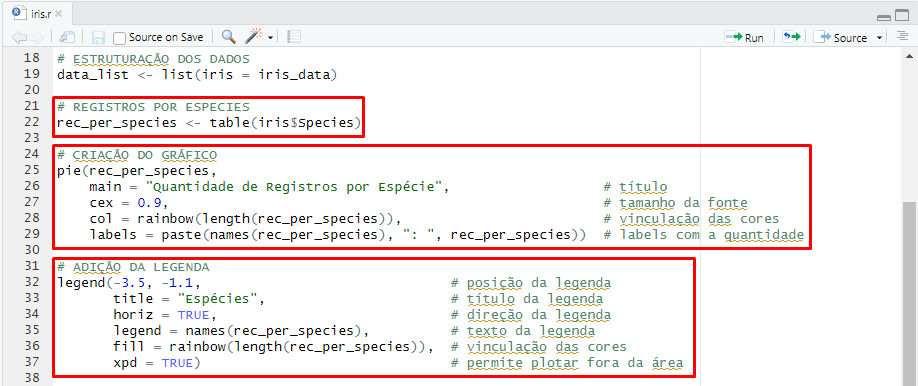 iris.r
Source on Save
Run
Source
18 # ESTRUTURAÇÃO DOS DADOS
19 data_list <- list(iris = iris_data)
20
21 # REGISTROS POR ESPECIES
22 rec_per_species <- table(iris$Species)
23
24 # CRIAÇÃO DO GRÁFICO
25 pie(rec_per_species,
26 main = "Quantidade de Registros por Espécie", # título
27 cex = 0.9, # tamanho da fonte
28 col = rainbow(length(rec_per_species)), # vinculação das cores
29 labels = paste(names(rec_per_species), ": ", rec_per_species)) # labels com a quantidade
30
31 # ADIÇÃO DA LEGENDA
32 legend(-3.5, -1.1, # posição da legenda
33 title = "Espécies", # título da legenda
34 horiz = TRUE, # direção da legenda
35 legend = names(rec_per_species), # texto da legenda
36 fill = rainbow(length(rec_per_species)), # vinculação das cores
37 xpd = TRUE) # permite plotar fora da área
38